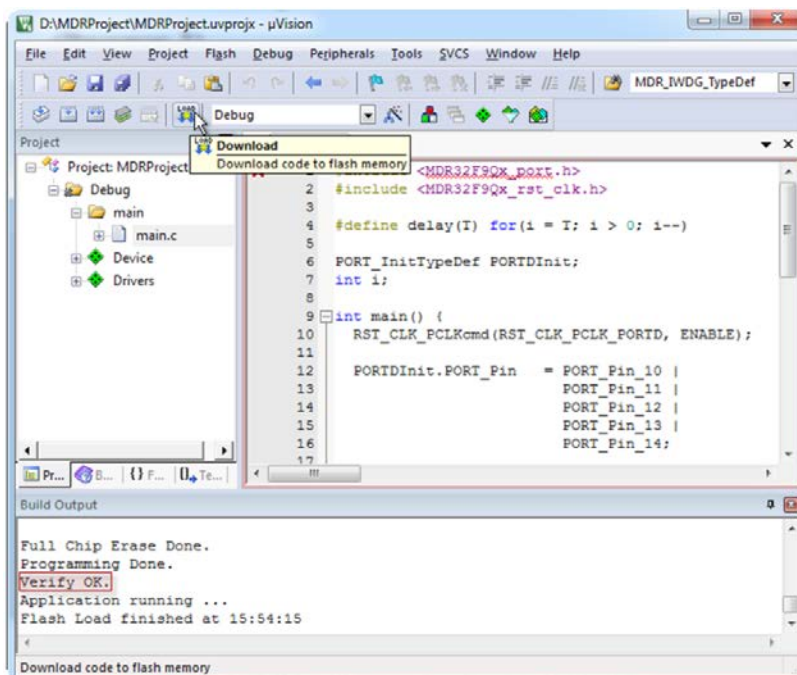 D:\MDRProject\MDRProject.uvprojx - µVision
File Edit View Project Flash Debug Peripherals Tools SVCS Window Help
MDR_IWDG_TypeDef
LOAD Debug
Project
LOAD Download
Download code to flash memory
Project: MDRProject
Debug
main
main.c
Device
Drivers
<MDR32F9Qx_port.h>
2 #include <MDR32F9Qx_rst_clk.h>
3
4 #define delay(T) for(i = T; i > 0; i--)
5
6 PORT_InitTypeDef PORTDInit;
7 int i;
8
9 int main() {
10 RST_CLK_PCLKcmd(RST_CLK_PCLK_PORTD, ENABLE);
11
12 PORTDInit.PORT_Pin = PORT_Pin_10 |
13 PORT_Pin_11 |
14 PORT_Pin_12 |
15 PORT_Pin_13 |
16 PORT_Pin_14;
17
Pr... B... {} F... Te...
Build Output
Full Chip Erase Done.
Programming Done.
Verify OK.
Application running ...
Flash Load finished at 15:54:15
Download code to flash memory